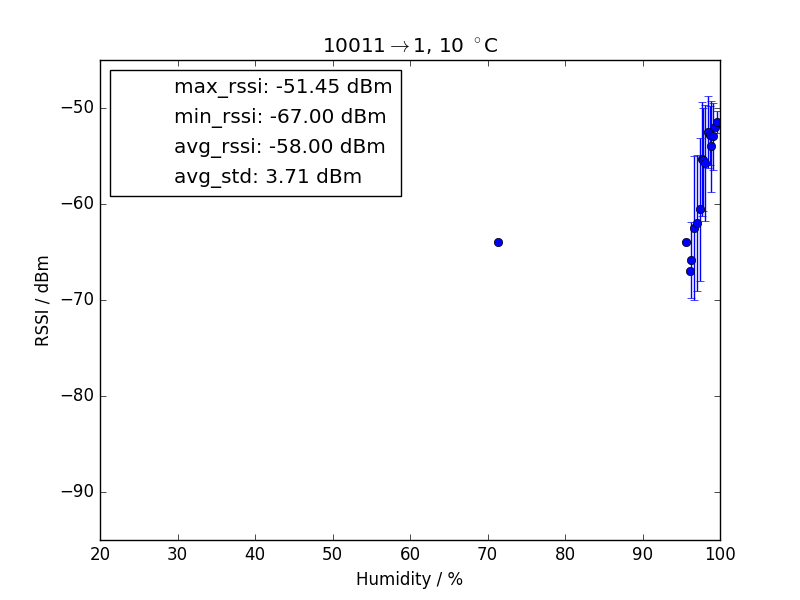 10011→1, 10 °C
max_rssi: -51.45 dBm
min_rssi: -67.00 dBm
avg_rssi: -58.00 dBm
avg_std: 3.71 dBm
RSSI / dBm
−50
−60
−70
−80
−90
20 30 40 50 60 70 80 90 100
Humidity / %